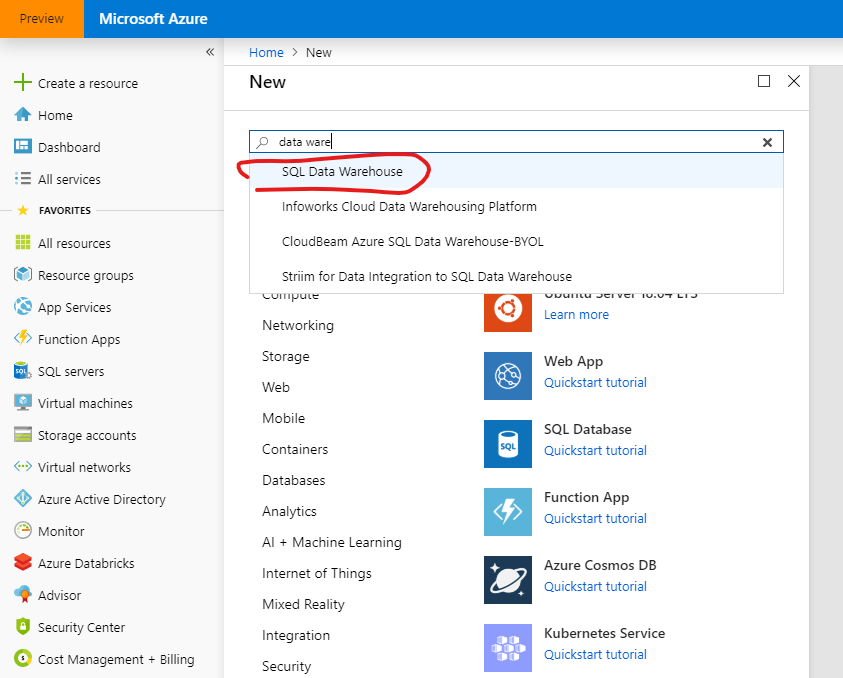 Preview
Microsoft Azure
«
Create a resource
Home
Dashboard
All services
FAVORITES
All resources
Resource groups
App Services
Function Apps
SQL servers
Virtual machines
Storage accounts
Virtual networks
Azure Active Directory
Monitor
Azure Databricks
Advisor
Security Center
Cost Management + Billing
Home > New
New
data ware
SQL Data Warehouse
Infoworks Cloud Data Warehousing Platform
CloudBeam Azure SQL Data Warehouse-BYOL
Striim for Data Integration to SQL Data Warehouse
Compute
Networking
Storage
Web
Mobile
Containers
Databases
Analytics
AI + Machine Learning
Internet of Things
Mixed Reality
Integration
Security
Ubuntu Server 18.04 LTS
Learn more
Web App
Quickstart tutorial
SQL
SQL Database
Quickstart tutorial
Function App
Quickstart tutorial
Azure Cosmos DB
Quickstart tutorial
Kubernetes Service
Quickstart tutorial